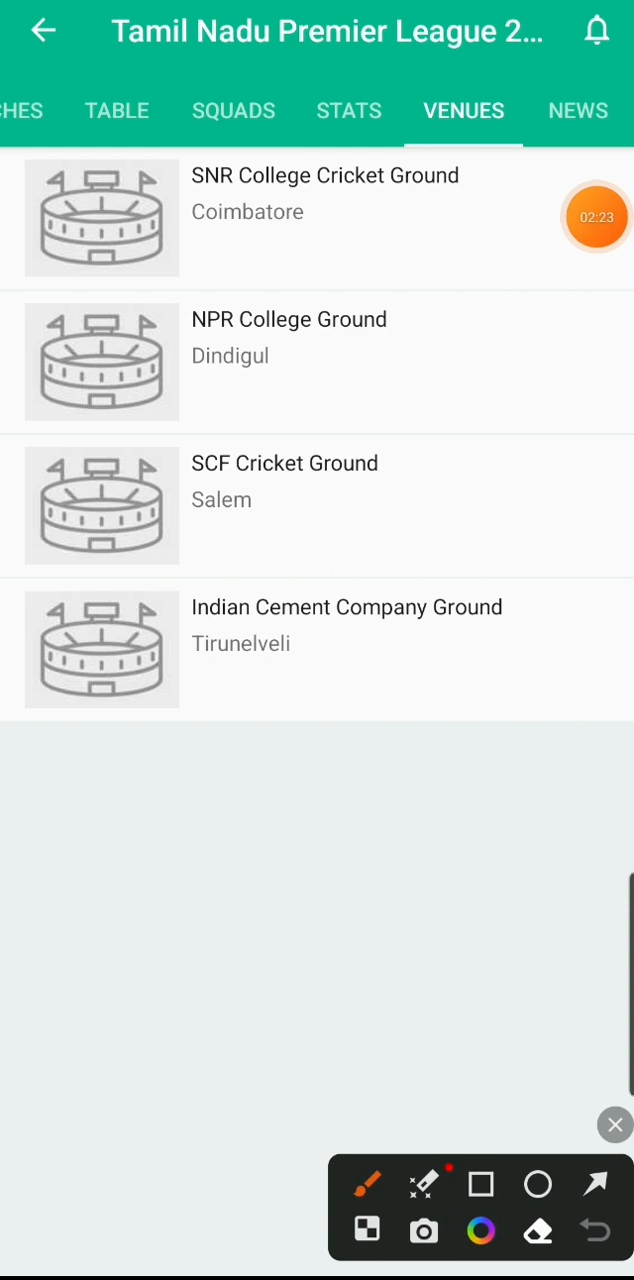 Tamil Nadu Premier League 2...
CHES TABLE SQUADS STATS VENUES NEWS
SNR College Cricket Ground
Coimbatore
02:23
NPR College Ground
Dindigul
SCF Cricket Ground
Salem
Indian Cement Company Ground
Tirunelveli